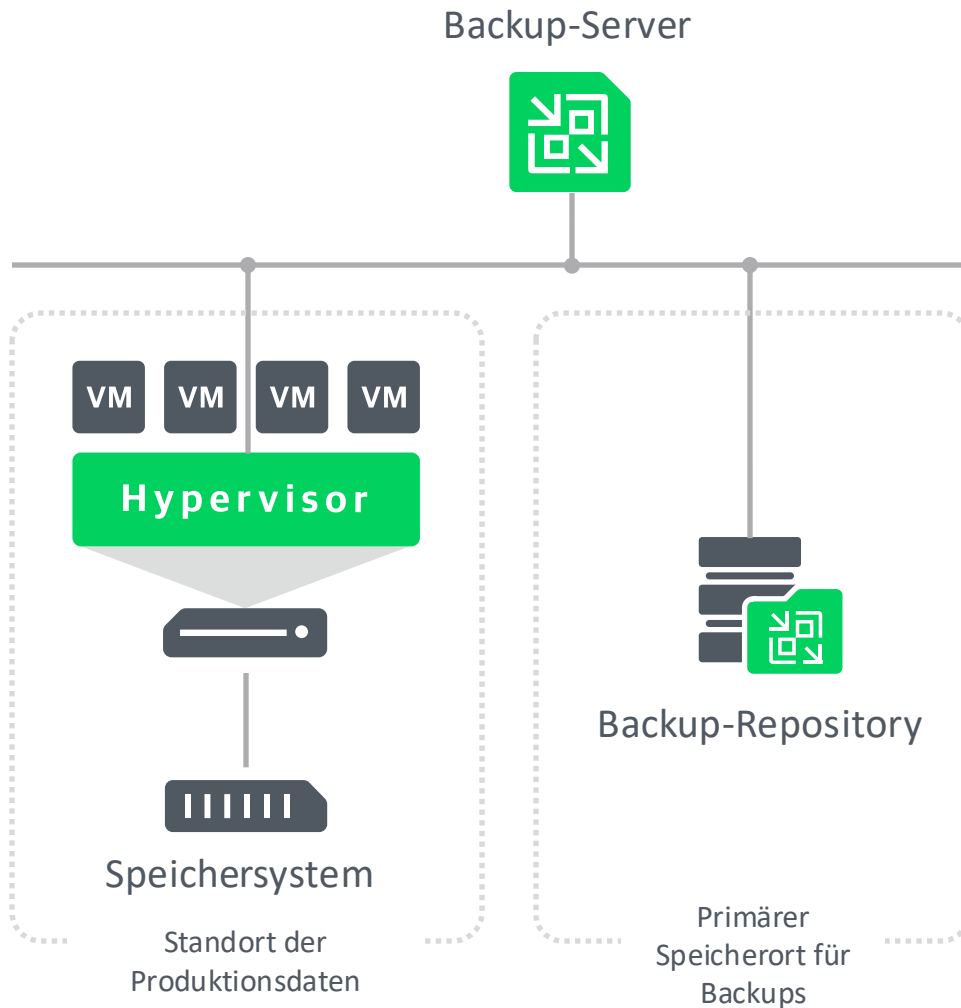 Backup-Server
VM VM VM VM
Hypervisor
Backup-Repository
Speichersystem
Standort der
Produktionsdaten
Primärer
Speicherort für
Backups